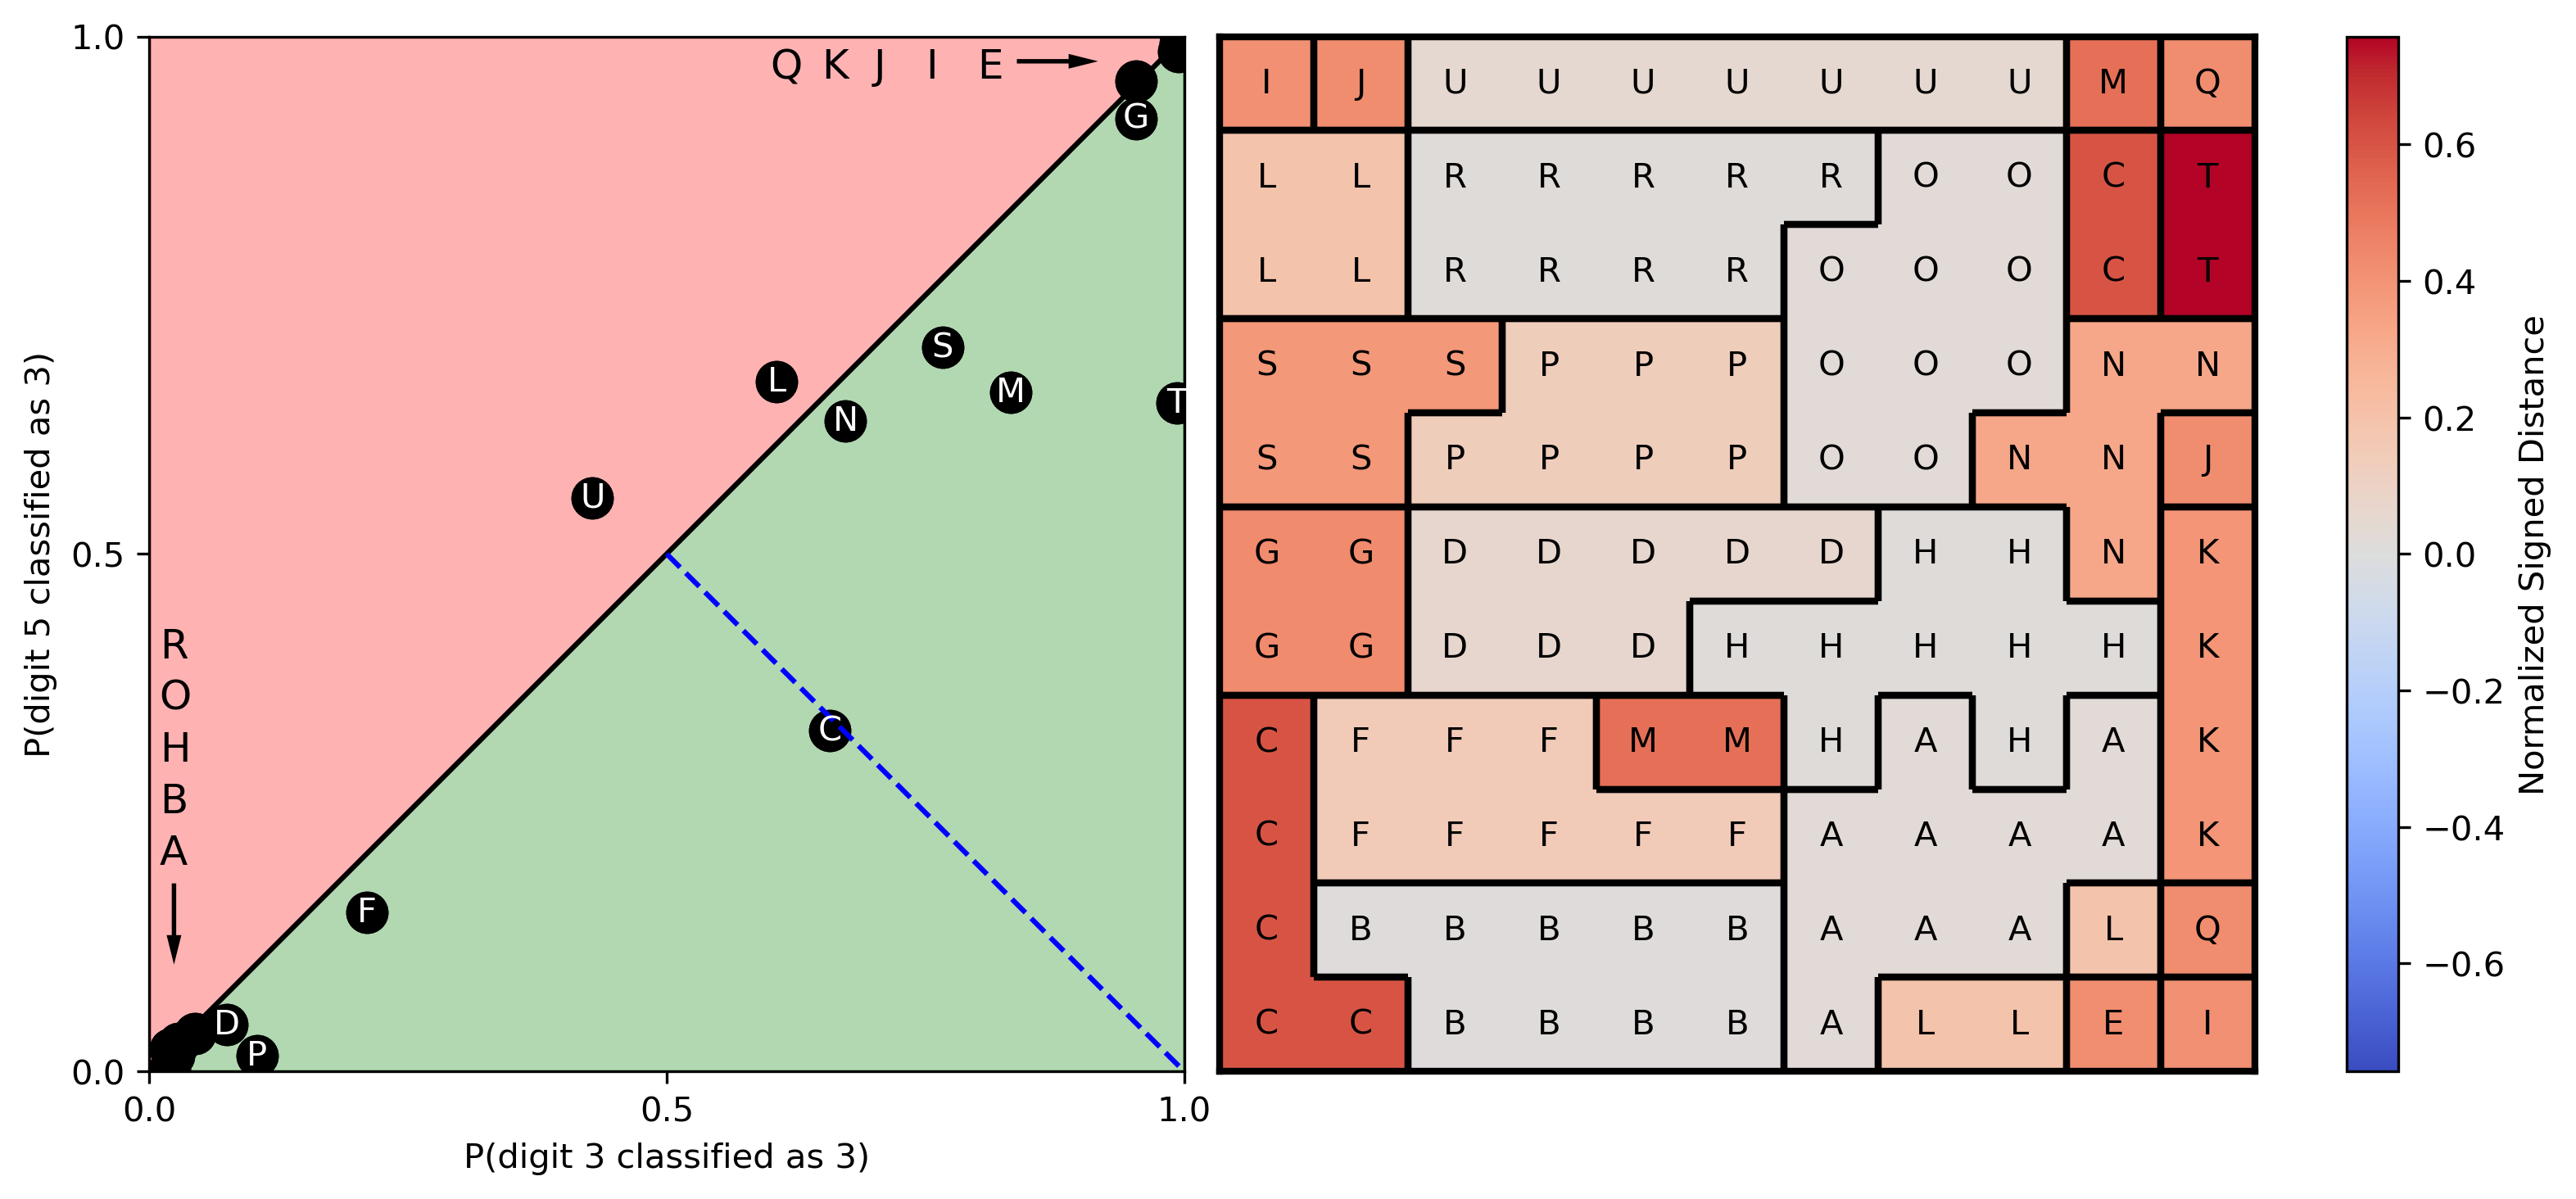 1.0
0.5
0.0
P(digit 5 classified as 3)
Q K J I E
G
S
L
M
T
N
U
R
O
H
B
A
C
F
D
P
0.0 0.5 1.0
P(digit 3 classified as 3)
I J U U U U U U U M Q
L L R R R R R O O C T
L L R R R R O O O C T
S S S P P P O O O N N
S S P P P P O O N N J
G G D D D D D H H N K
G G D D D H H H H H K
C F F F M M H A H A K
C F F F F F A A A A K
C B B B B B A A A L Q
C C B B B B A L L E I
0.6
0.4
0.2
0.0
−0.2
−0.4
−0.6
Normalized Signed Distance